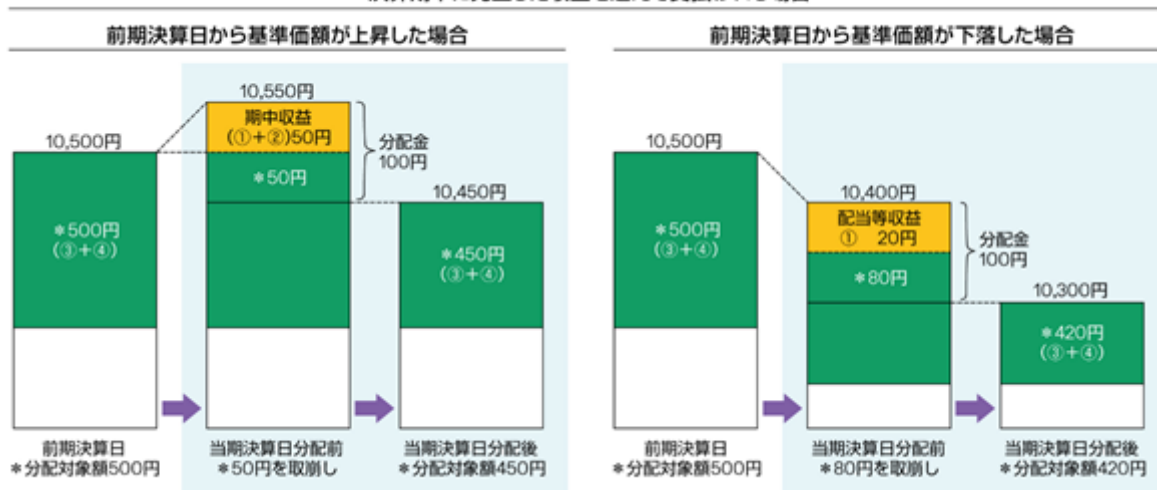 前期決算日から基準価額が上昇した場合
10,550円
期中収益
(①+②)50円
10,500円
分配金
100円
*50円
10,450円
*500円
(③+④)
*450円
(③+④)
前期決算日
*分配対象額500円
当期決算日分配前
*50円を取崩し
当期決算日分配後
*分配対象額450円
前期決算日から基準価額が下落した場合
10,500円
10,400円
配当等収益
① 20円
*500円
(③+④)
分配金
100円
*80円
10,300円
*420円
(③+④)
前期決算日
*分配対象額500円
当期決算日分配前
*80円を取崩し
当期決算日分配後
*分配対象額420円